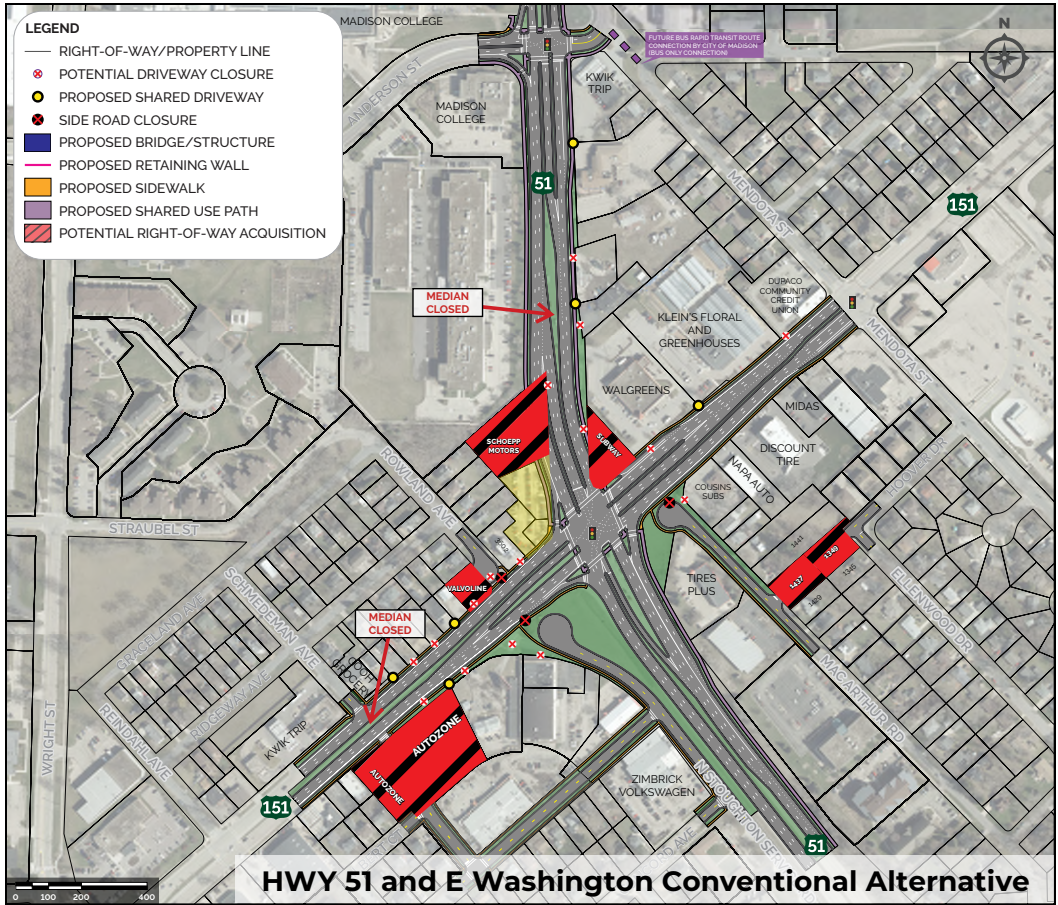 LEGEND
RIGHT-OF-WAY/PROPERTY LINE
POTENTIAL DRIVEWAY CLOSURE
PROPOSED SHARED DRIVEWAY
SIDE ROAD CLOSURE
PROPOSED BRIDGE/STRUCTURE
PROPOSED RETAINING WALL
PROPOSED SIDEWALK
PROPOSED SHARED USE PATH
POTENTIAL RIGHT-OF-WAY ACQUISITION
MADISON COLLEGE
FUTURE BUS RAPID TRANSIT ROUTE
CONNECTION BY CITY OF MADISON
(BUS ONLY CONNECTION)
N
ANDERSON ST
KWIK
TRIP
MADISON
COLLEGE
51
MENDOTA ST
151
MEDIAN
CLOSED
DUPACO
COMMUNITY
CREDIT
UNION
KLEIN'S FLORAL
AND
GREENHOUSES
MENDOTA ST
WALGREENS
MIDAS
SCHOEPP
MOTORS
SUBWAY
DISCOUNT
TIRE
NAPA AUTO
HOOVER DR
COUSINS
SUBS
ROWLAND AVE
STRAUBEL ST
1441
1349
1437
1345
TIRES
PLUS
VALVOLINE
SCHMEDEMAN AVE
GRACELAND AVE
MEDIAN
CLOSED
ELLENWOOD DR
MACARTHUR RD
RIDGEWAY AVE
REINDAHL AVE
WRIGHT ST
KWIK TRIP
AUTOZONE
AUTOZONE
ZIMBRICK
VOLKSWAGEN
151
51
0 100 200 400
HWY 51 and E Washington Conventional Alternative